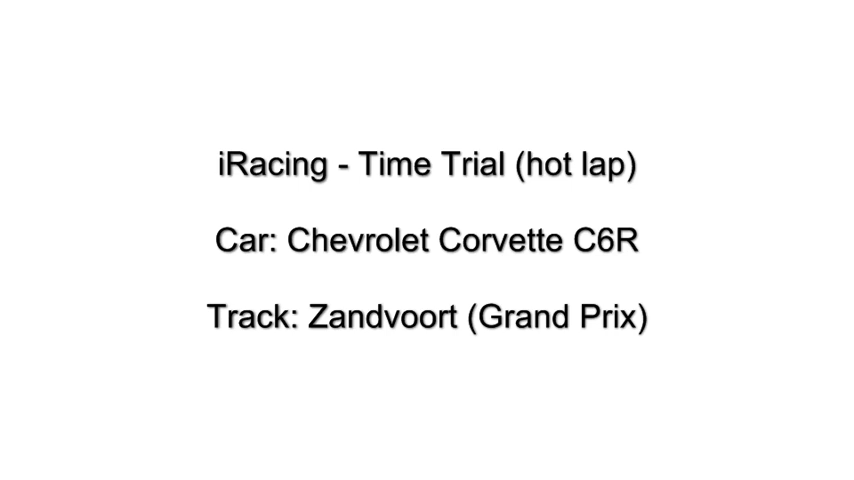 iRacing - Time Trial (hot lap)
Car: Chevrolet Corvette C6R
Track: Zandvoort (Grand Prix)